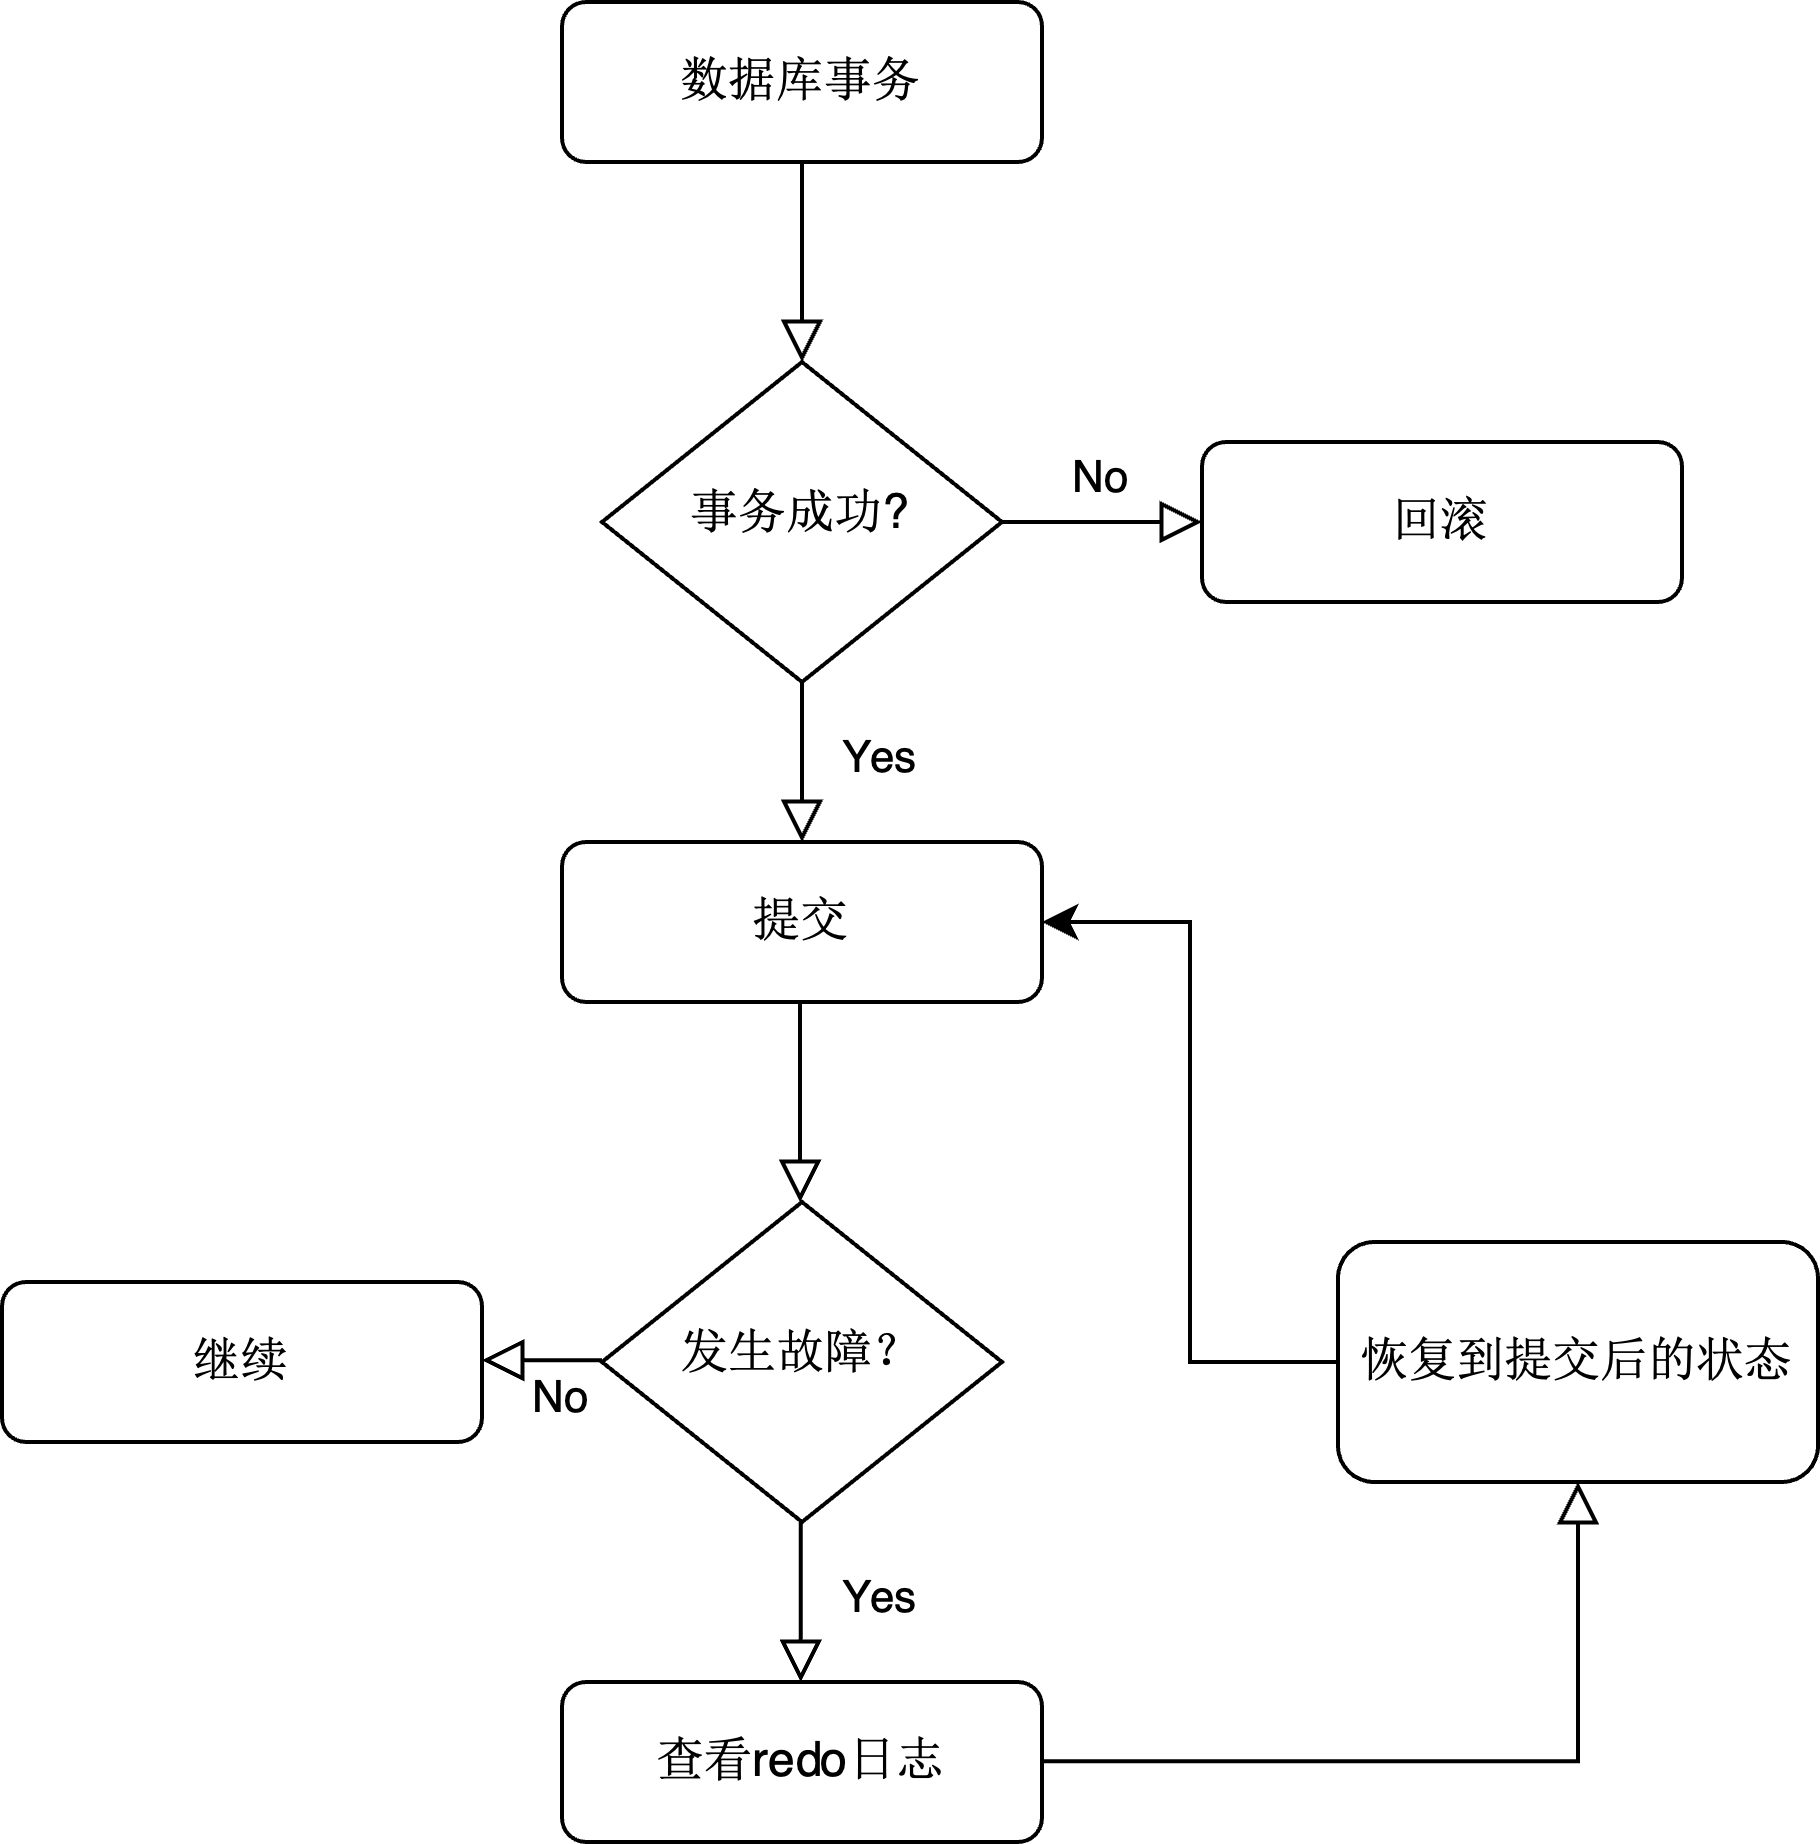 数据库事务
事务成功?
No
回滚
Yes
提交
发生故障？
No
继续
恢复到提交后的状态
Yes
查看redo日志